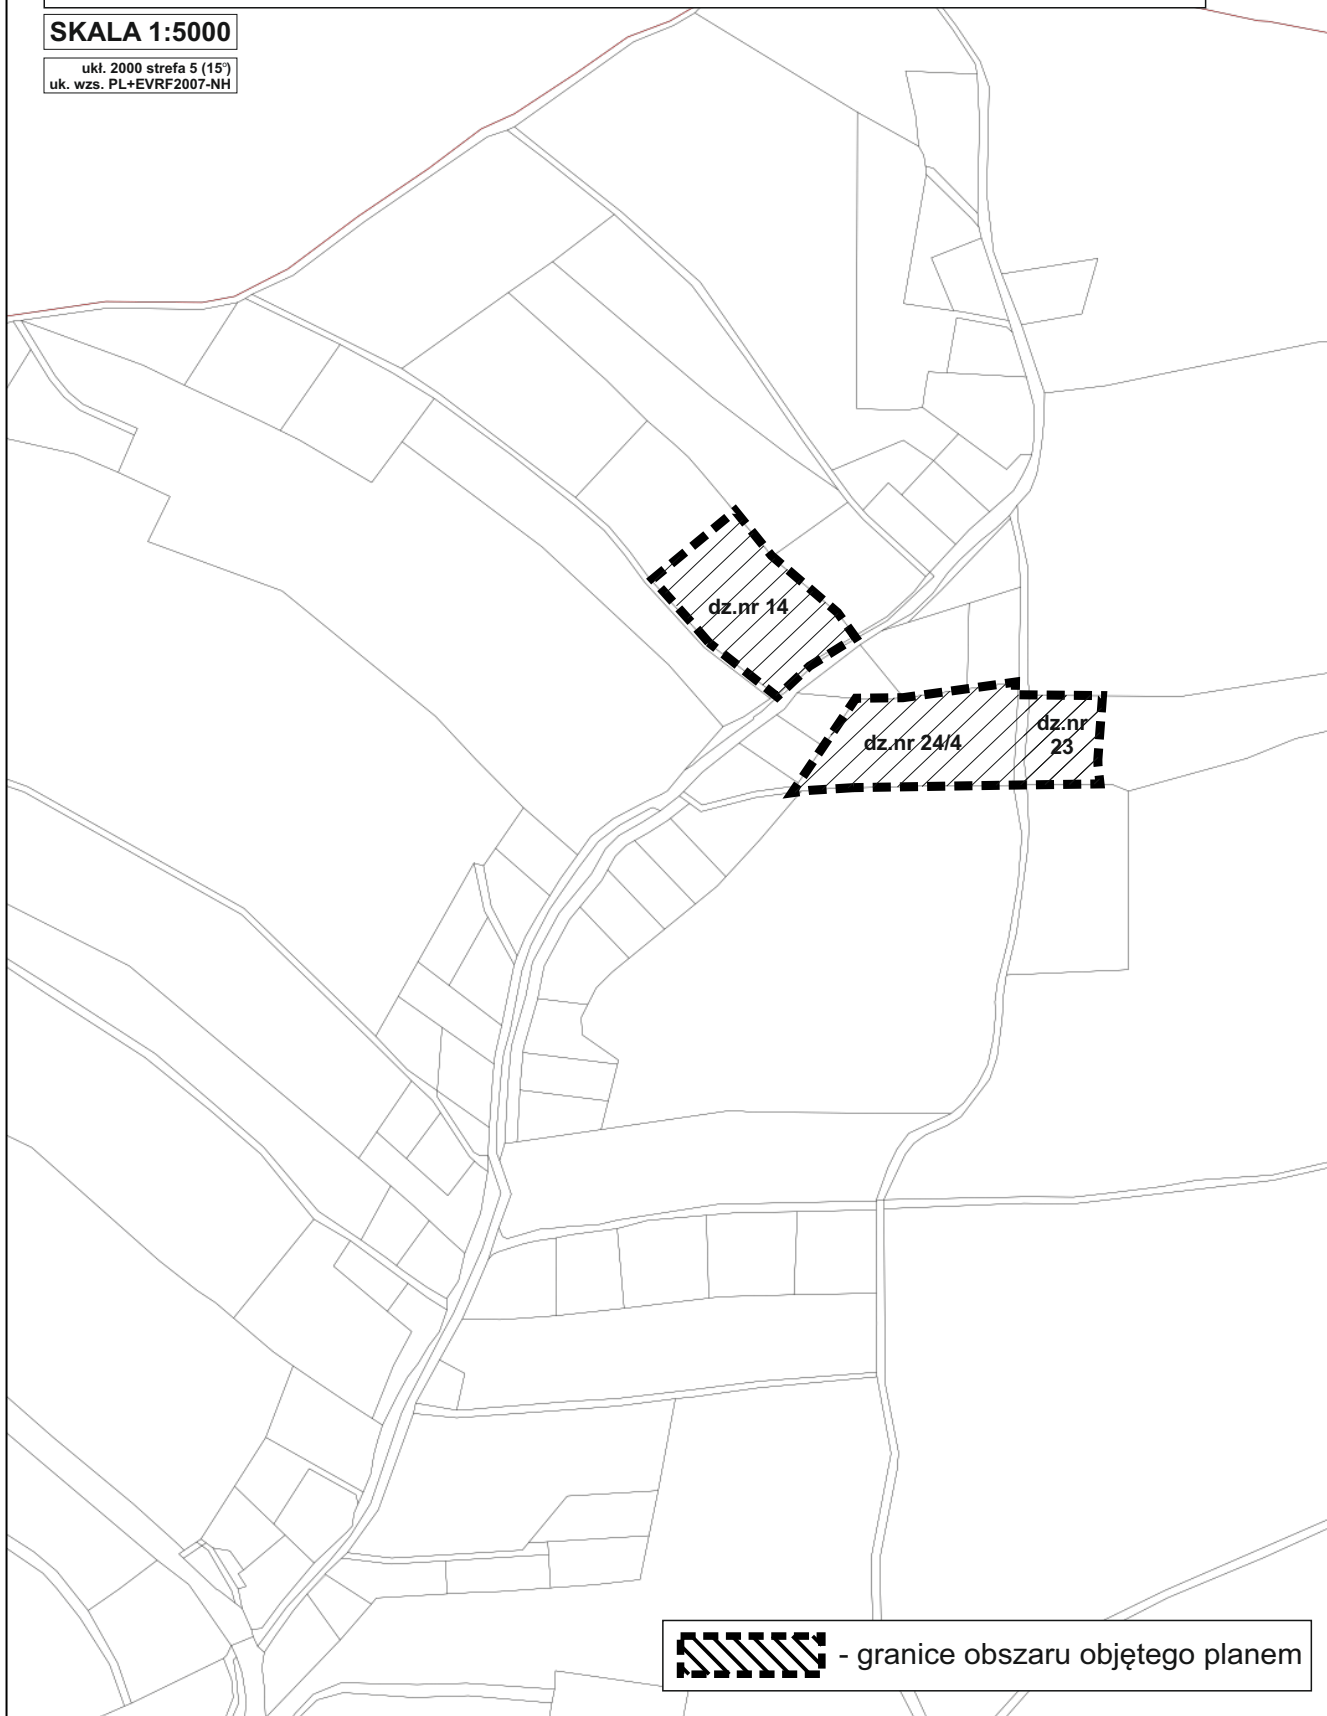 SKALA 1:5000
ukł. 2000 strefa 5 (15°)
uk. wzs. PL+EVRF2007-NH
dz.nr 14
dz.nr 24/4
dz.nr
23
- granice obszaru objętego planem